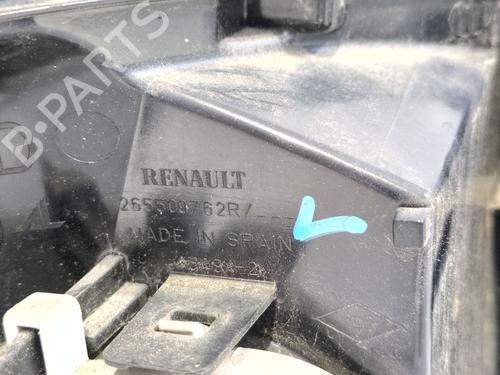 B-PARTS
RENAULT
265508762R/
MADE IN SPAIN